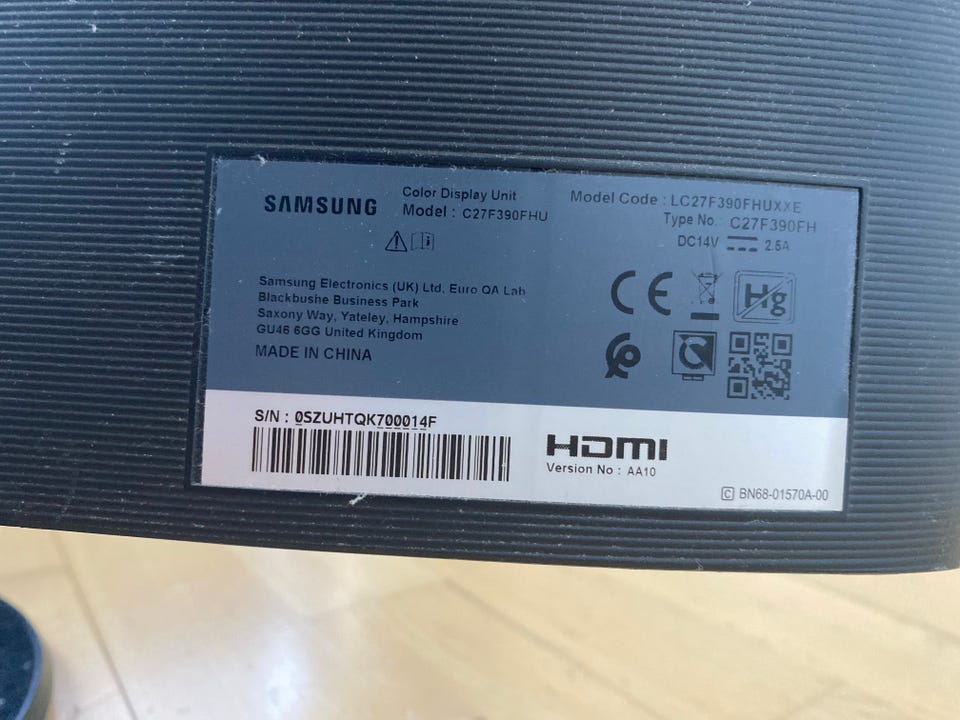 SAMSUNG
Color Display Unit
Model : C27F390FHU
Model Code : LC27F390FHUXXE
Type No. : C27F390FH
DC14V 2.5A
Samsung Electronics (UK) Ltd, Euro QA Lab
Blackbushe Business Park
Saxony Way, Yateley, Hampshire
GU46 6GG United Kingdom
MADE IN CHINA
CE
Hg
S/N : 0SZUHTQK700014F
HDMI
Version No : AA10
C BN68-01570A-00